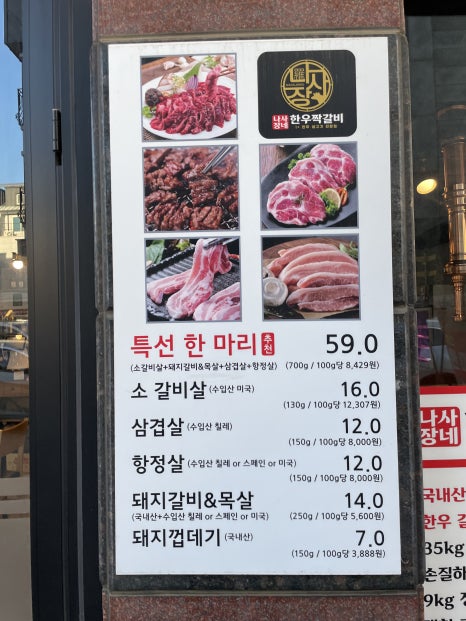 나사
장
나사
장네
한우짝갈비
특선 한 마리 추천 59.0
(소갈비살+돼지갈비&목살+삼겹살+항정살) (700g / 100g당 8,429원)
소 갈비살 (수입산 미국) 16.0
(130g / 100g당 12,307원)
삼겹살 (수입산 칠레) 12.0
(150g / 100g당 8,000원)
항정살 (수입산 칠레 or 스페인 or 미국) 12.0
(150g / 100g당 8,000원)
돼지갈비&목살 14.0
(국내산+수입산 칠레 or 스페인 or 미국) (250g / 100g당 5,600원)
돼지껍데기 (국내산) 7.0
(150g / 100g당 3,888원)
나사
장네
국내산
한우 갈
35kg
손질하
9kg 정